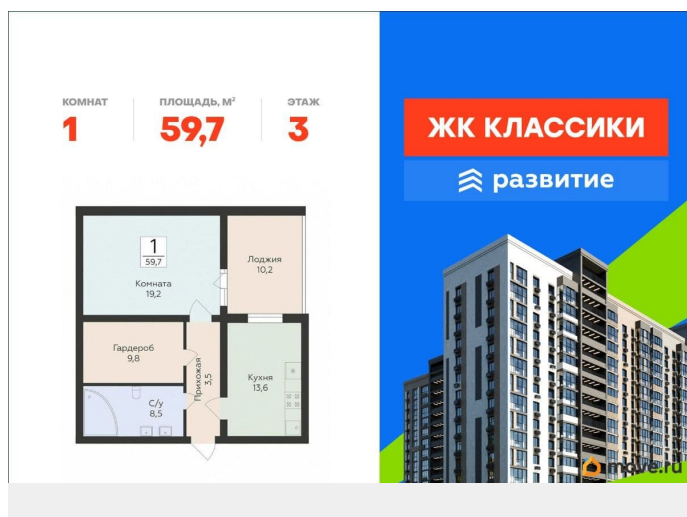 КОМНАТ
1
ПЛОЩАДЬ, М²
59,7
ЭТАЖ
3
ЖК КЛАССИКИ
развитие
1
59,7
Комната
19,2
Лоджия
10,2
Гардероб
9,8
Прихожая
3,5
Кухня
13,6
С/у
8,5
move.ru